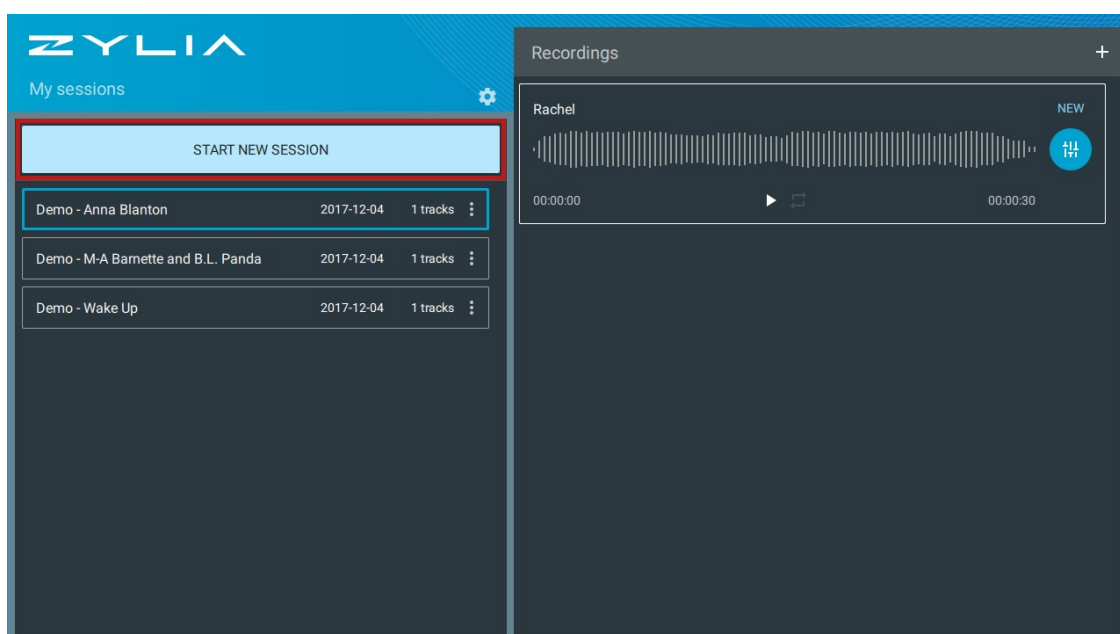 ZYLIA
My sessions
START NEW SESSION
Demo - Anna Blanton 2017-12-04 1 tracks
Demo - M-A Barnette and B.L. Panda 2017-12-04 1 tracks
Demo - Wake Up 2017-12-04 1 tracks
Recordings +
Rachel NEW
00:00:00 00:00:30